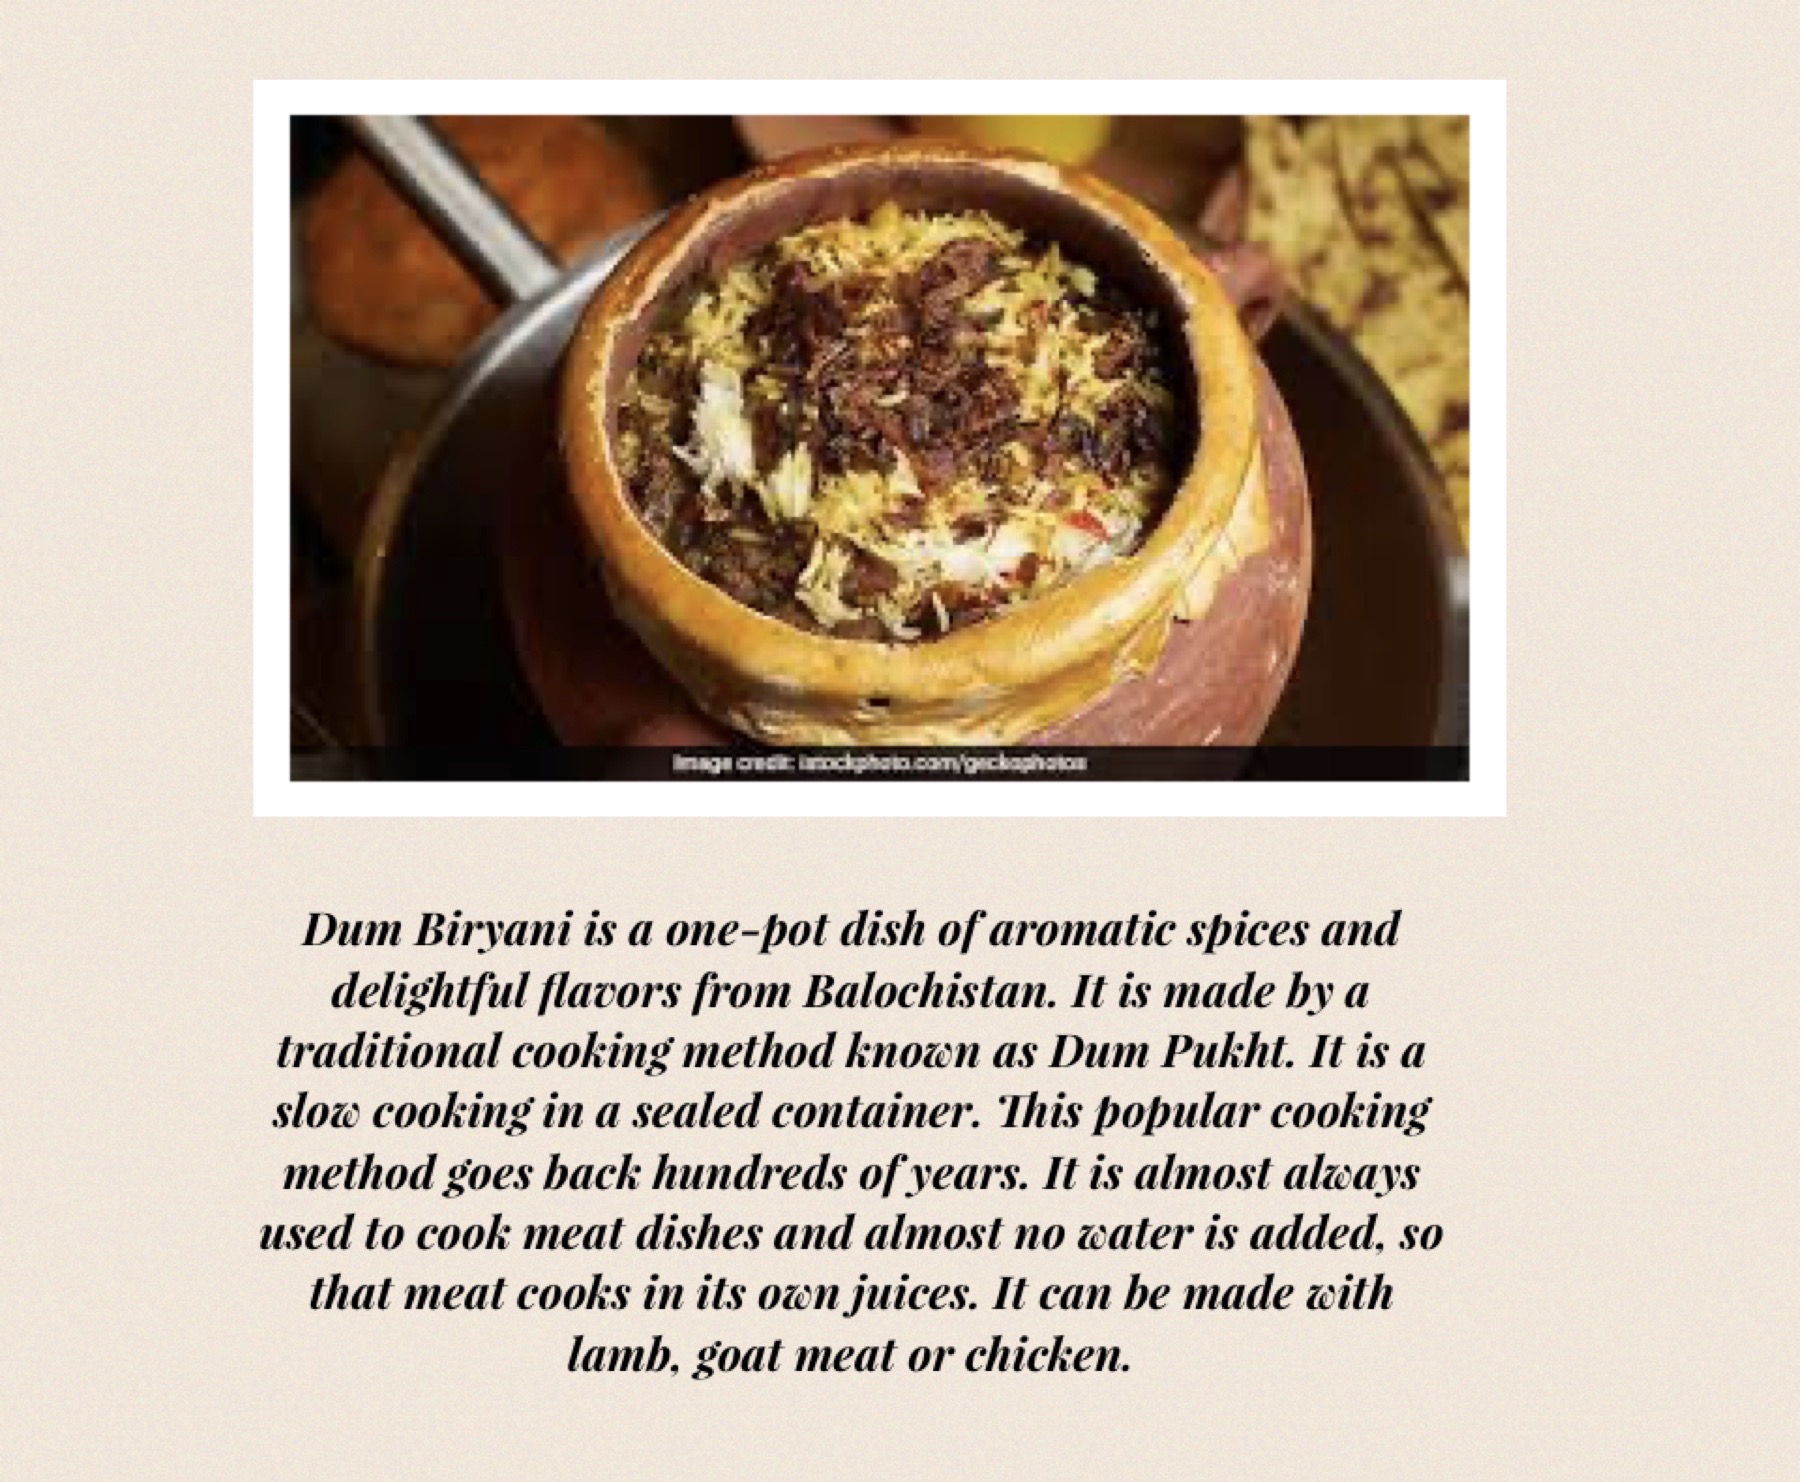 Image credit: istockphoto.com/geckophotos
Dum Biryani is a one-pot dish of aromatic spices and
delightful flavors from Balochistan. It is made by a
traditional cooking method known as Dum Pukht. It is a
slow cooking in a sealed container. This popular cooking
method goes back hundreds of years. It is almost always
used to cook meat dishes and almost no water is added, so
that meat cooks in its own juices. It can be made with
lamb, goat meat or chicken.